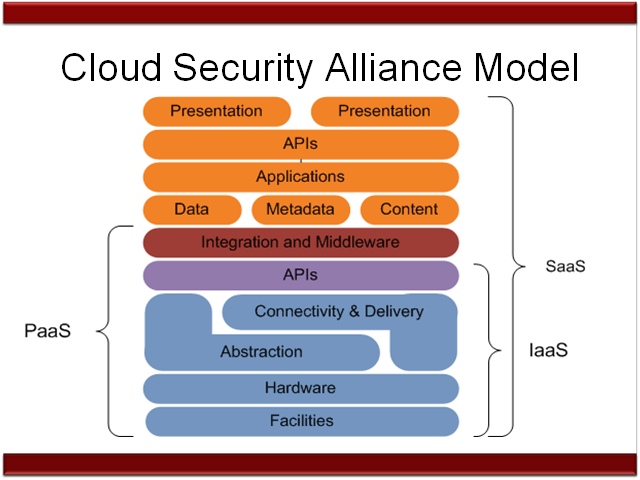 Cloud Security Alliance Model
Presentation Presentation
APIs
Applications
Data Metadata Content
Integration and Middleware
APIs
SaaS
Connectivity & Delivery
PaaS
Abstraction
IaaS
Hardware
Facilities